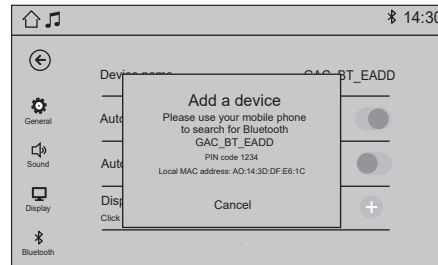 14:30
Device name GAC_BT_EADD
General
Auto
Sound
Auto
Display
Disp
Click
Bluetooth
Add a device
Please use your mobile phone
to search for Bluetooth
GAC_BT_EADD
PIN code 1234
Local MAC address: AO:14:3D:DF:E6:1C
Cancel